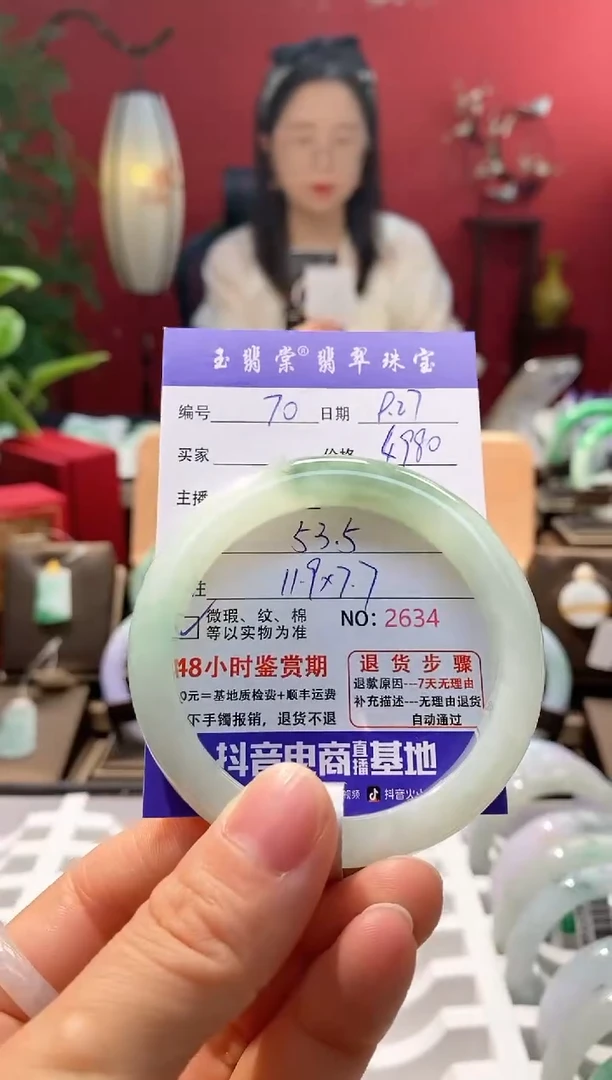 玉翡棠®翡翠珠宝
编号 70 日期 8.27
买家 价格 4980
主播
53.5
注 11.9x7.7
微瑕、纹、棉 NO: 2634
等以实物为准
48小时鉴赏期
0元=基地质检费+顺丰运费
下手镯报销，退货不退
退货步骤
退款原因---7天无理由
补充描述---无理由退货
自动通过
抖音电商直播基地
视频 抖音火山